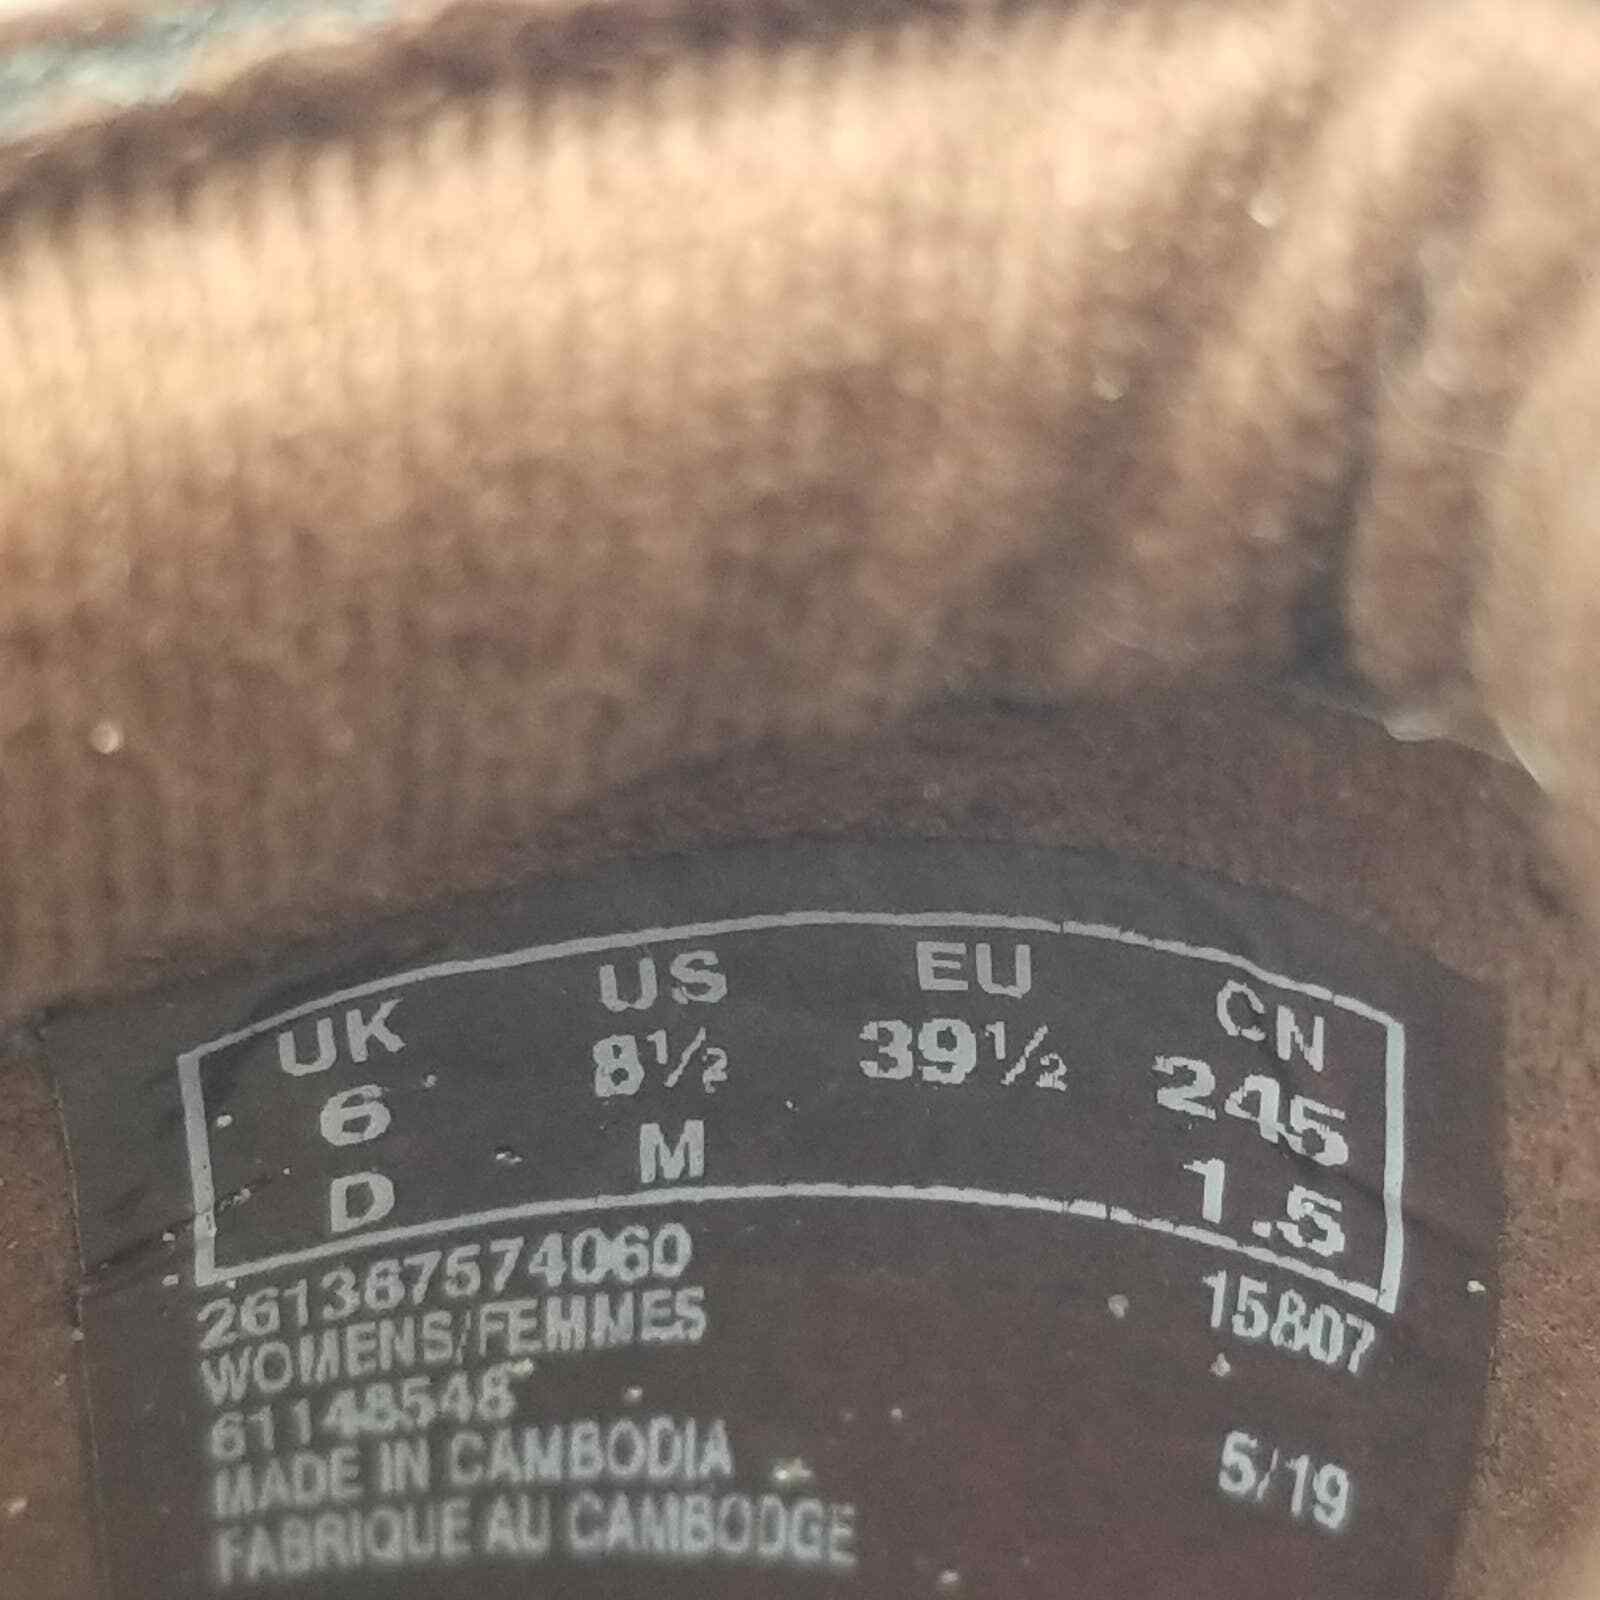 UK US EU CN
6 8½ 39½ 245
D M 1.5
261367574060 15807
WOMENS/FEMMES
61148548
MADE IN CAMBODIA 5/19
FABRIQUE AU CAMBODGE